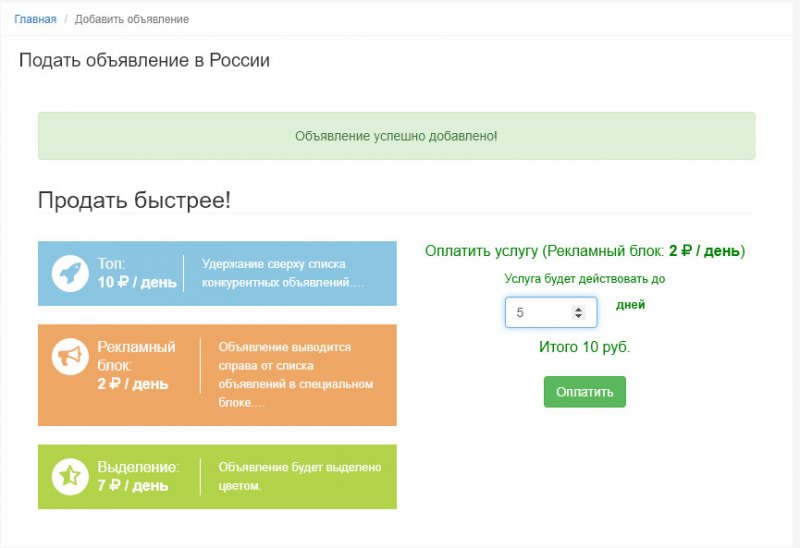 Главная / Добавить объявление
Подать объявление в России
Объявление успешно добавлено!
Продать быстрее!
Топ:
10 ₽ / день
Удержание сверху списка
конкурентных объявлений....
Рекламный
блок:
2 ₽ / день
Объявление выводится
справа от списка
объявлений в специальном
блоке....
Выделение:
7 ₽ / день
Объявление будет выделено
цветом.
Оплатить услугу (Рекламный блок: 2 ₽ / день)
Услуга будет действовать до
5 дней
Итого 10 руб.
Оплатить